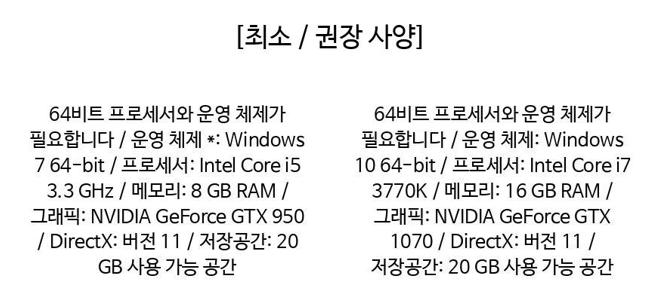 [최소 / 권장 사양]
64비트 프로세서와 운영 체제가
필요합니다 / 운영 체제 *: Windows
7 64-bit / 프로세서: Intel Core i5
3.3 GHz / 메모리: 8 GB RAM /
그래픽: NVIDIA GeForce GTX 950
/ DirectX: 버전 11 / 저장공간: 20
GB 사용 가능 공간
64비트 프로세서와 운영 체제가
필요합니다 / 운영 체제: Windows
10 64-bit / 프로세서: Intel Core i7
3770K / 메모리: 16 GB RAM /
그래픽: NVIDIA GeForce GTX
1070 / DirectX: 버전 11 /
저장공간: 20 GB 사용 가능 공간